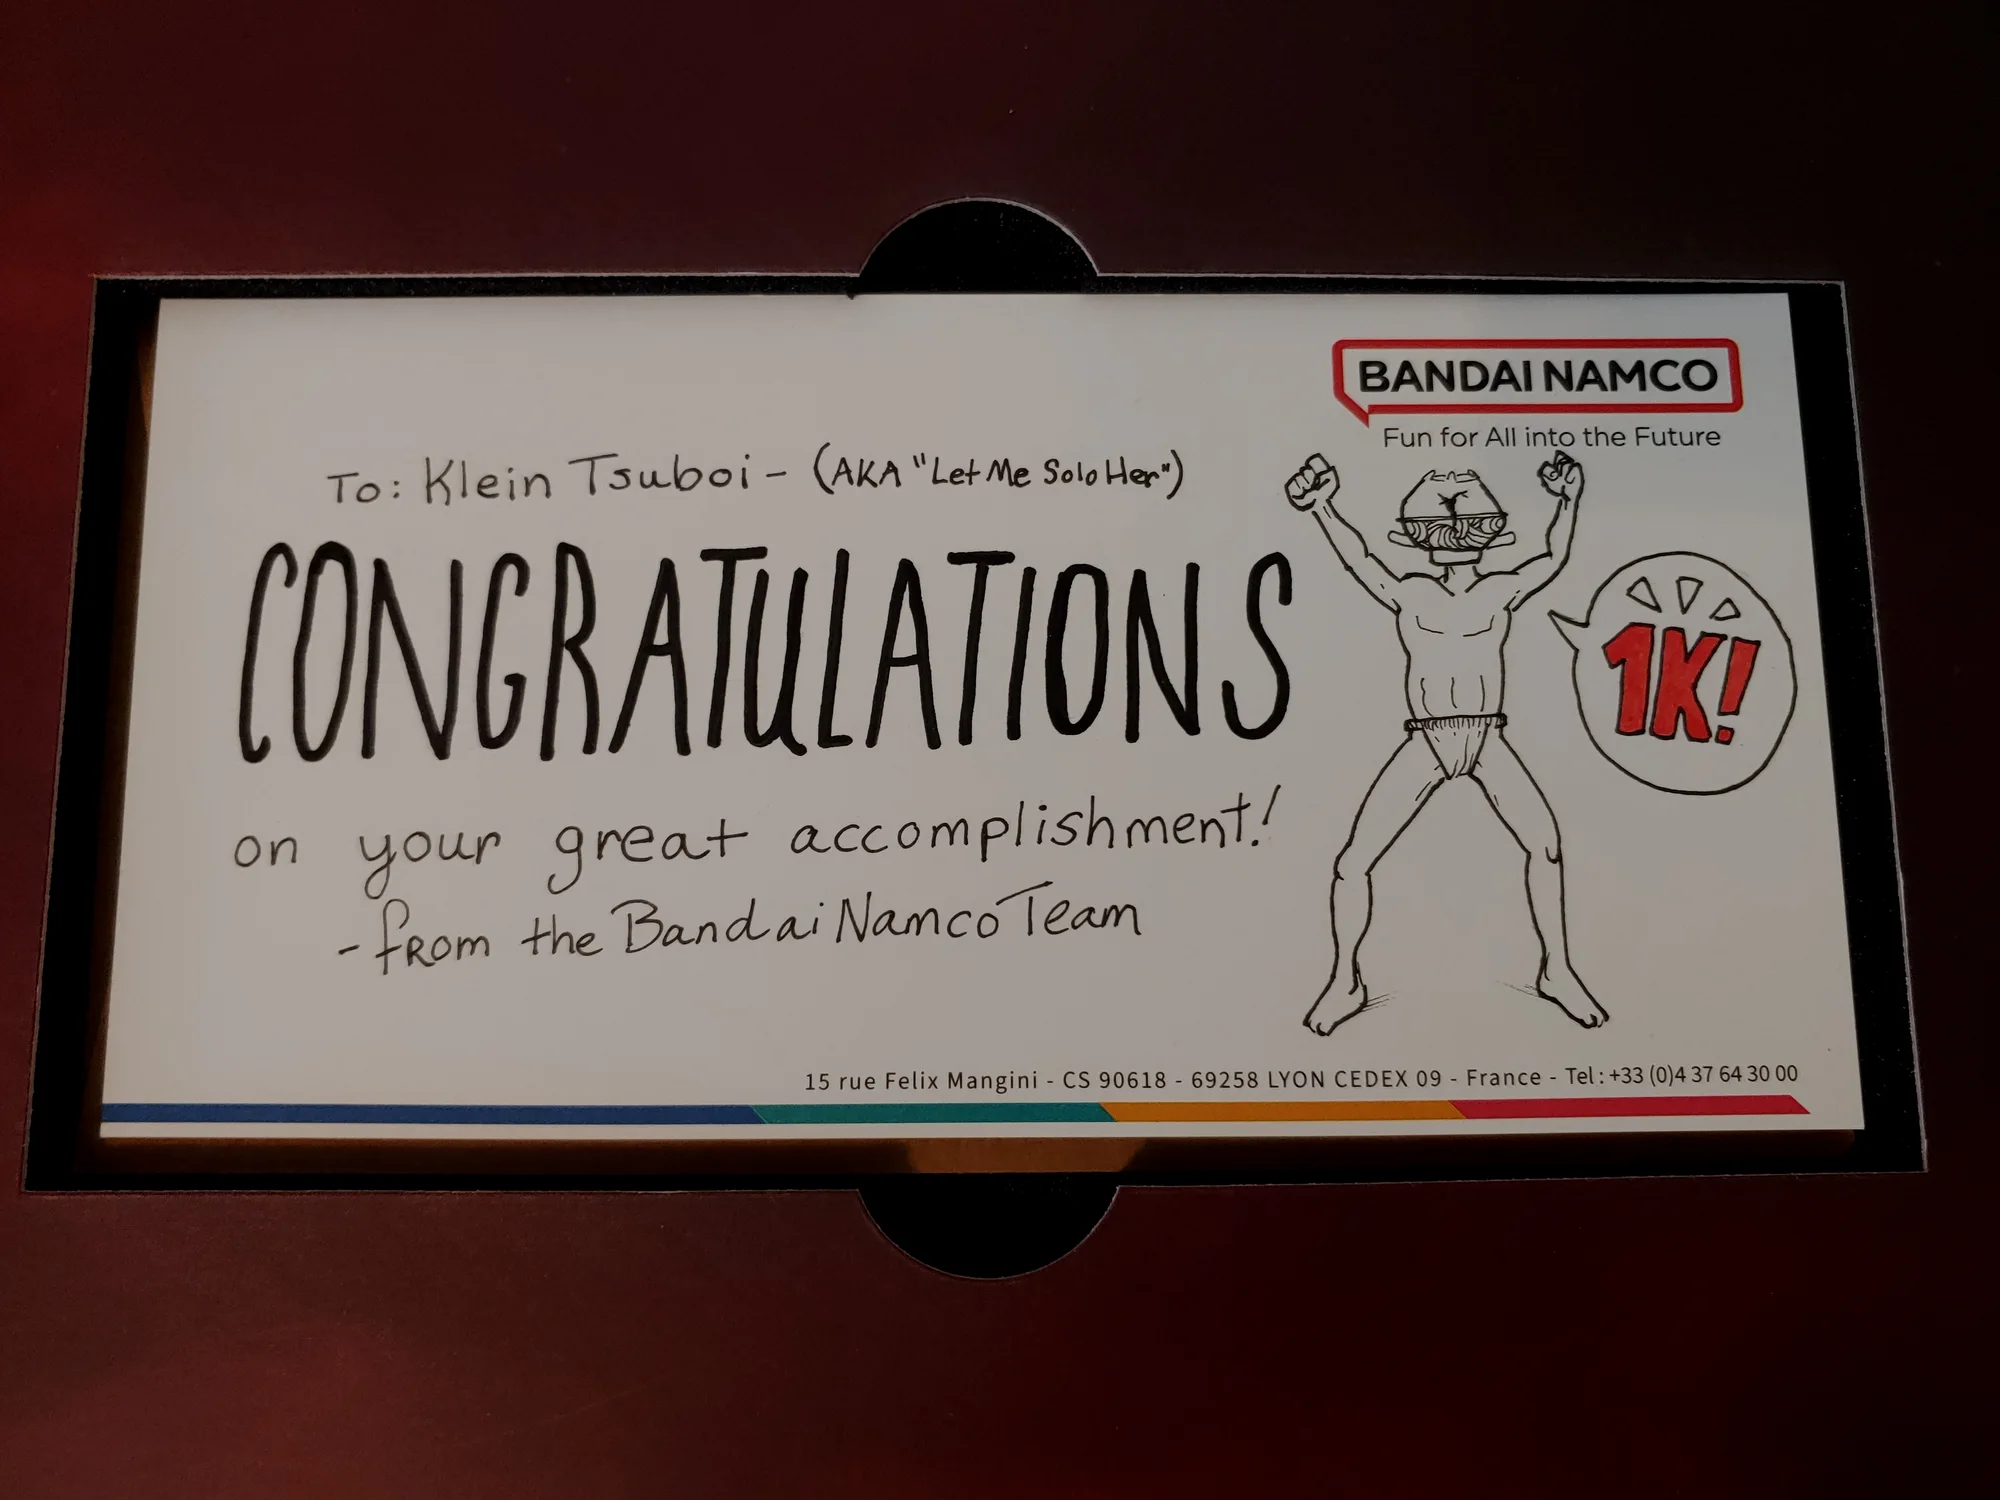 BANDAI NAMCO
Fun for All into the Future
To: Klein Tsuboi - (AKA "Let Me Solo Her")
CONGRATULATIONS
on your great accomplishment!
- from the Bandai Namco Team
1K!
15 rue Felix Mangini - CS 90618 - 69258 LYON CEDEX 09 - France - Tel : +33 (0)4 37 64 30 00